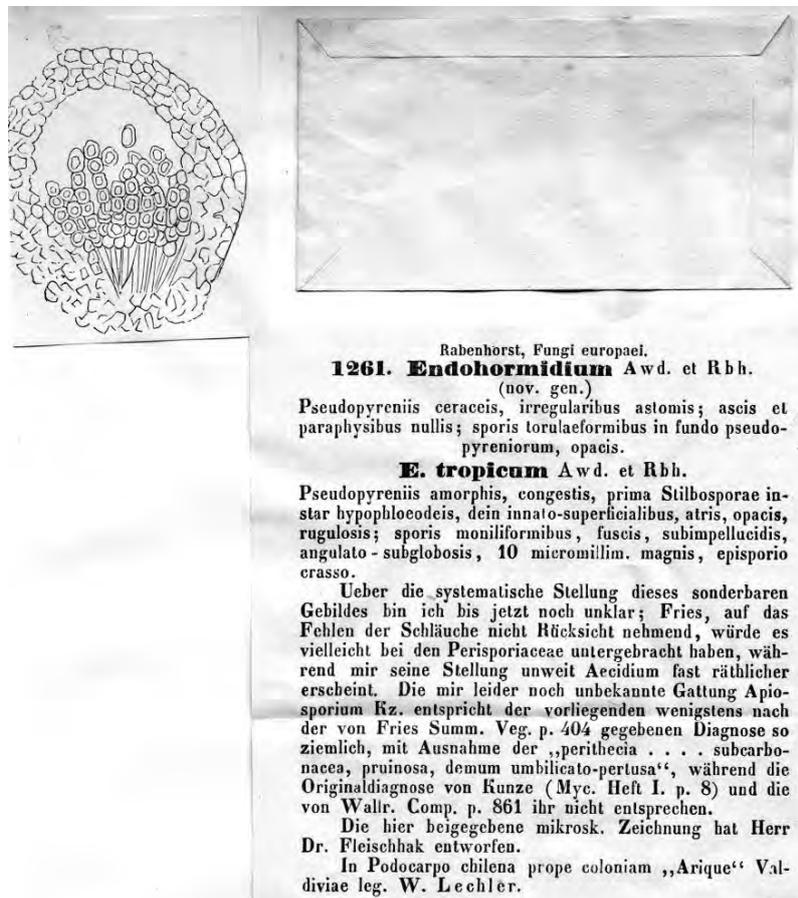 Rabenhorst, Fungi europaei.
1261. Endohormidium Awd. et Rbh.
(nov. gen.)
Pseudopyreniis ceraceis, irregularibus astomis; ascis et
paraphysibus nullis; sporis torulaeformibus in fundo pseudo-
pyreniorum, opacis.
E. tropicum Awd. et Rbh.
Pseudopyreniis amorphis, congestis, prima Stilbosporae in-
star hypophloeodeis, dein innato-superficialibus, atris, opacis,
rugulosis; sporis moniliformibus, fuscis, subimpellucidis,
angulato-subglobosis, 10 micromillim. magnis, episporio
crasso.
Ueber die systematische Stellung dieses sonderbaren
Gebildes bin ich bis jetzt noch unklar; Fries, auf das
Fehlen der Schläuche nicht Rücksicht nehmend, würde es
vielleicht bei den Perisporiaceae untergebracht haben, wäh-
rend mir seine Stellung unweit Aecidium fast räthlicher
erscheint. Die mir leider noch unbekannte Gattung Apio-
sporium Kz. entspricht der vorliegenden wenigstens nach
der von Fries Summ. Veg. p. 404 gegebenen Diagnose so
ziemlich, mit Ausnahme der „perithecia . . . . subcarbo-
nacea, pruinosa, demum umbilicato-pertusa“, während die
Originaldiagnose von Kunze (Myc. Heft I. p. 8) und die
von Wallr. Comp. p. 861 ihr nicht entsprechen.
Die hier beigegebene mikrosk. Zeichnung hat Herr
Dr. Fleischhak entworfen.
In Podocarpo chilena prope coloniam „Arique“ Val-
diviae leg. W. Lechler.